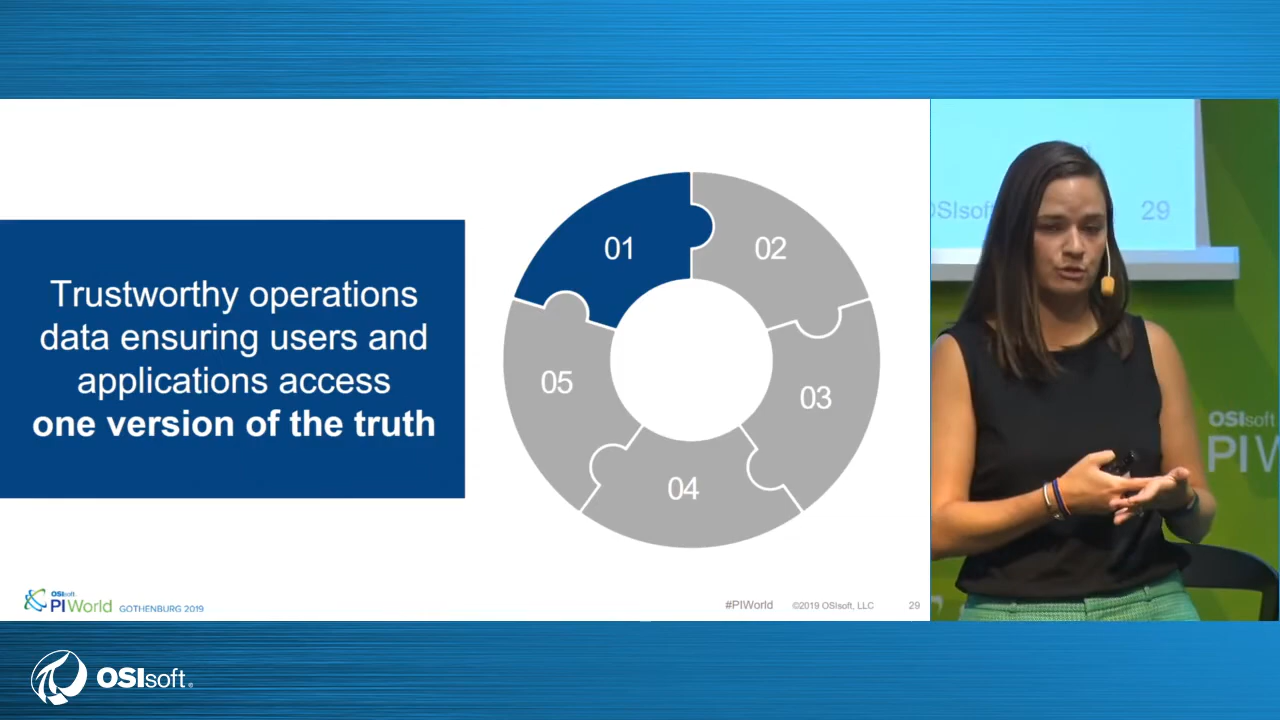 Trustworthy operations
data ensuring users and
applications access
one version of the truth
01
02
03
04
05
OSIsoft.
PI World GOTHENBURG 2019
#PIWorld ©2019 OSIsoft, LLC 29
OSIsoft 29
OSIsoft
PI W
OSIsoft.